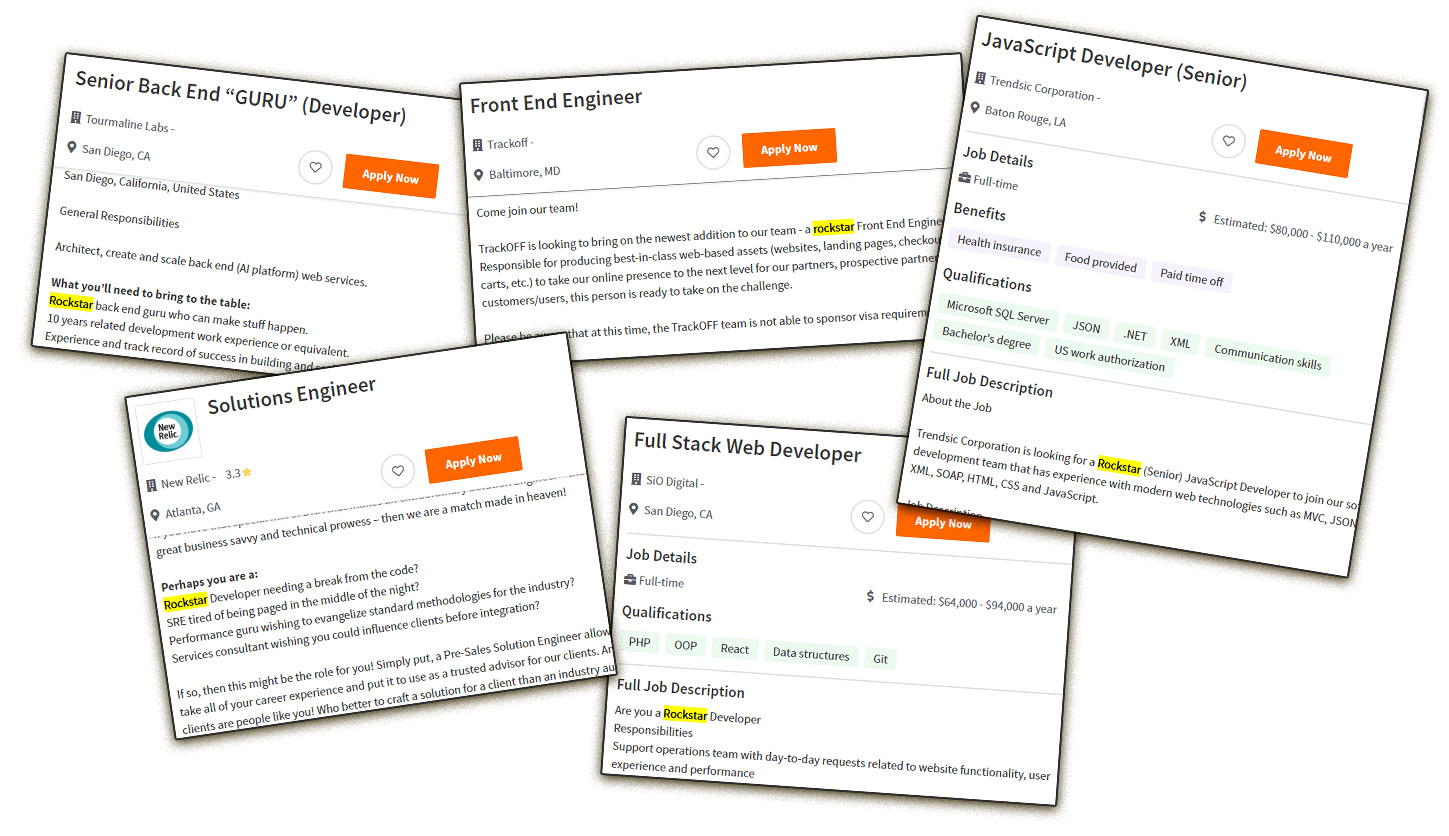 Senior Back End “GURU” (Developer)
Tourmaline Labs -
San Diego, CA
Apply Now
San Diego, California, United States
General Responsibilities
Architect, create and scale back end (AI platform) web services.
What you’ll need to bring to the table:
Rockstar back end guru who can make stuff happen.
10 years related development work experience or equivalent.
Experience and track record of success in building and
Front End Engineer
Trackoff -
Baltimore, MD
Apply Now
Come join our team!
TrackOFF is looking to bring on the newest addition to our team - a rockstar Front End Engine
Responsible for producing best-in-class web-based assets (websites, landing pages, checkou
carts, etc.) to take our online presence to the next level for our partners, prospective partner
customers/users, this person is ready to take on the challenge.
Please be aware that at this time, the TrackOFF team is not able to sponsor visa requirem
JavaScript Developer (Senior)
Trendsic Corporation -
Baton Rouge, LA
Apply Now
Job Details
Full-time
$ Estimated: $80,000 - $110,000 a year
Benefits
Health insurance
Food provided
Paid time off
Qualifications
Microsoft SQL Server
JSON
.NET
XML
Communication skills
Bachelor's degree
US work authorization
Full Job Description
About the Job
Trendsic Corporation is looking for a Rockstar (Senior) JavaScript Developer to join our so
development team that has experience with modern web technologies such as MVC, JSON
XML, SOAP, HTML, CSS and JavaScript.
Solutions Engineer
New Relic.
New Relic - 3.3
Atlanta, GA
Apply Now
great business savvy and technical prowess – then we are a match made in heaven!
Perhaps you are a:
Rockstar Developer needing a break from the code?
SRE tired of being paged in the middle of the night?
Performance guru wishing to evangelize standard methodologies for the industry?
Services consultant wishing you could influence clients before integration?
If so, then this might be the role for you! Simply put, a Pre-Sales Solution Engineer allow
take all of your career experience and put it to use as a trusted advisor for our clients. An
clients are people like you! Who better to craft a solution for a client than an industry au
Full Stack Web Developer
SiO Digital -
San Diego, CA
Job Description
Apply Now
Job Details
Full-time
$ Estimated: $64,000 - $94,000 a year
Qualifications
PHP
OOP
React
Data structures
Git
Full Job Description
Are you a Rockstar Developer
Responsibilities
Support operations team with day-to-day requests related to website functionality, user
experience and performance